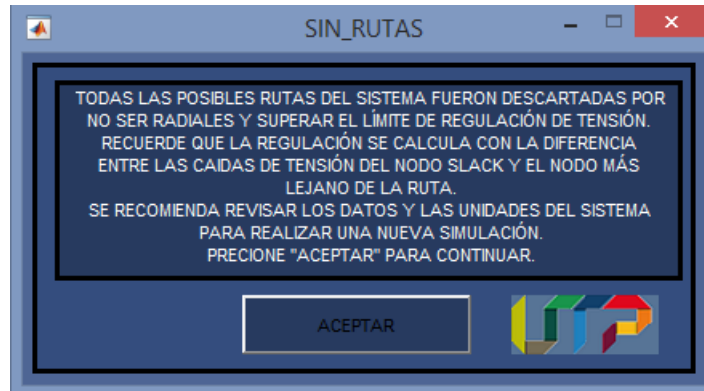 SIN_RUTAS
TODAS LAS POSIBLES RUTAS DEL SISTEMA FUERON DESCARTADAS POR
NO SER RADIALES Y SUPERAR EL LÍMITE DE REGULACIÓN DE TENSIÓN.
RECUERDE QUE LA REGULACIÓN SE CALCULA CON LA DIFERENCIA
ENTRE LAS CAIDAS DE TENSIÓN DEL NODO SLACK Y EL NODO MÁS
LEJANO DE LA RUTA.
SE RECOMIENDA REVISAR LOS DATOS Y LAS UNIDADES DEL SISTEMA
PARA REALIZAR UNA NUEVA SIMULACIÓN.
PRECIONE "ACEPTAR" PARA CONTINUAR.
ACEPTAR
UTP